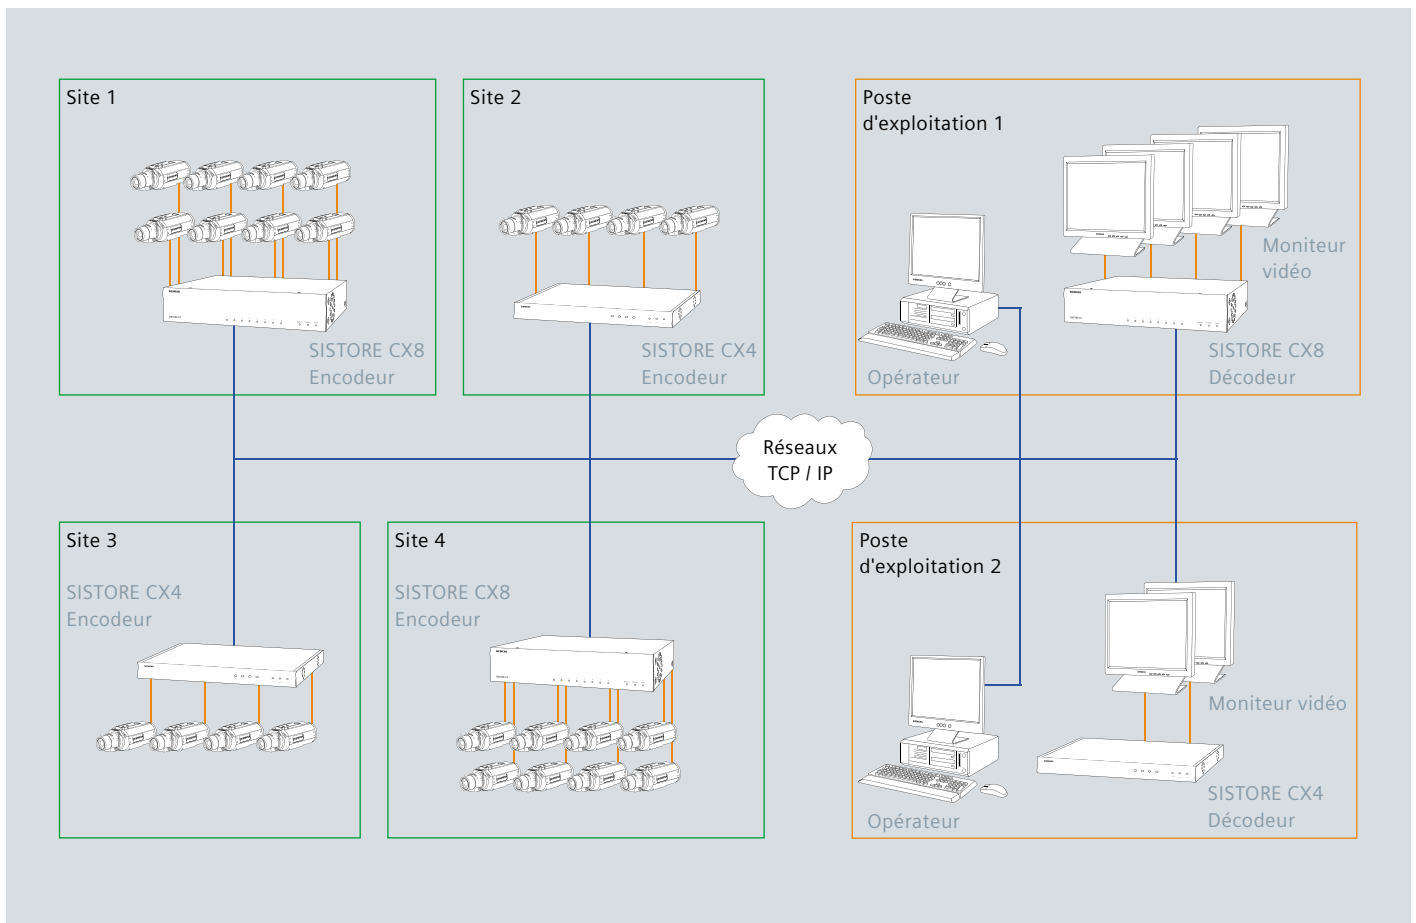 Site 1
SISTORE CX8
Encodeur
Site 2
SISTORE CX4
Encodeur
Poste
d'exploitation 1
Moniteur
vidéo
Opérateur
SISTORE CX8
Décodeur
Réseaux
TCP / IP
Site 3
SISTORE CX4
Encodeur
Site 4
SISTORE CX8
Encodeur
Poste
d'exploitation 2
Moniteur vidéo
Opérateur
SISTORE CX4
Décodeur